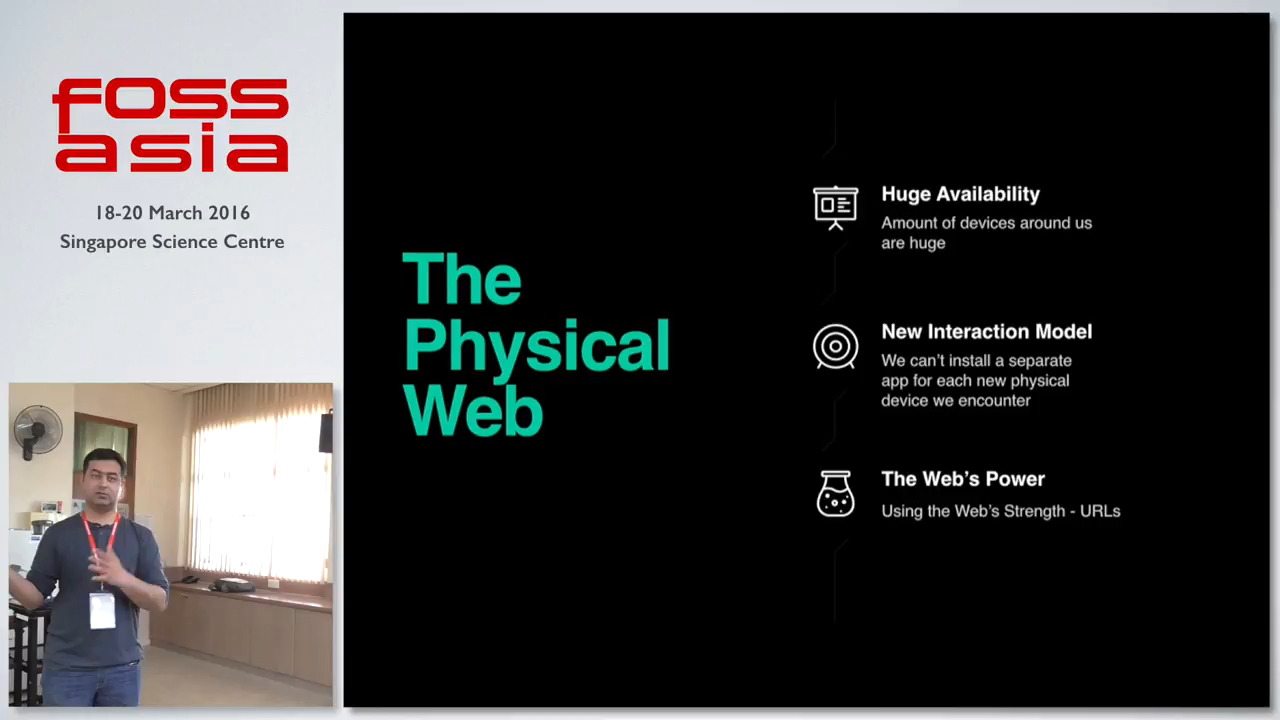 foss
asia
18-20 March 2016
Singapore Science Centre
The
Physical
Web
Huge Availability
Amount of devices around us
are huge
New Interaction Model
We can't install a separate
app for each new physical
device we encounter
The Web's Power
Using the Web's Strength - URLs